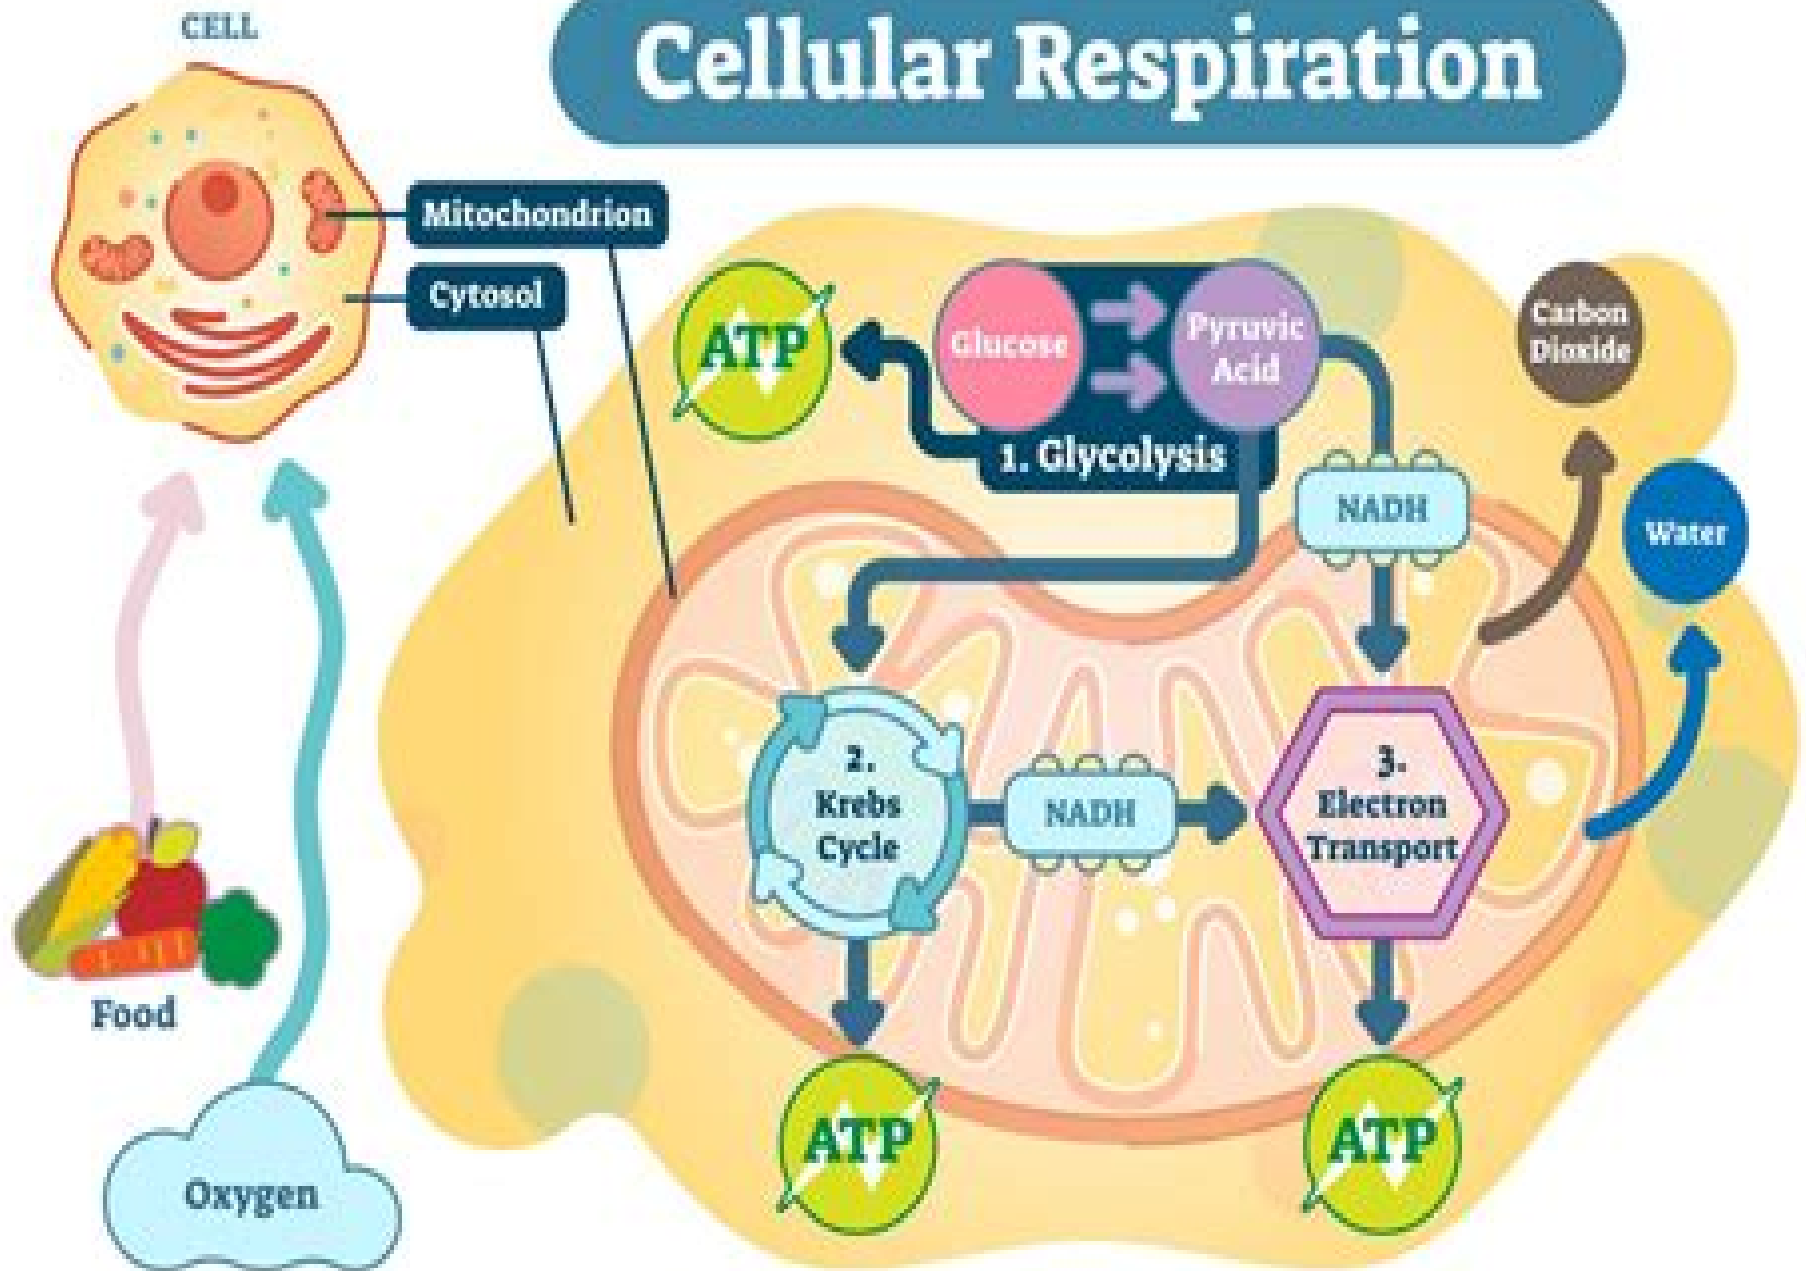 CELL
Cellular Respiration
Mitochondrion
Cytosol
ATP
Glucose
Pyruvic
Acid
1. Glycolysis
Carbon
Dioxide
NADH
Water
2.
Krebs
Cycle
NADH
3.
Electron
Transport
Food
ATP
ATP
Oxygen